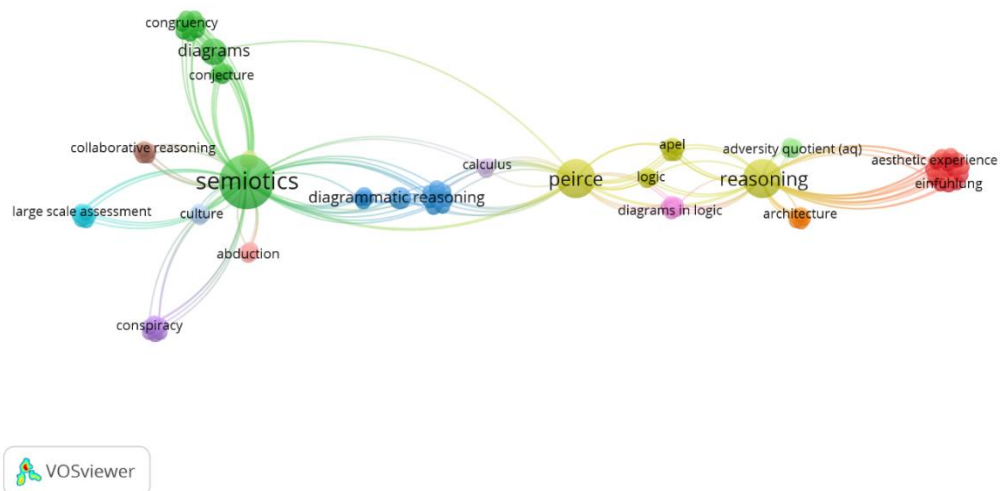 congruency
diagrams
conjecture
collaborative reasoning
semiotics
large scale assessment
culture
abduction
conspiracy
calculus
diagrammatic reasoning
peirce
apel
logic
diagrams in logic
adversity quotient (aq)
reasoning
architecture
aesthetic experience
einfuhlung
VOSviewer